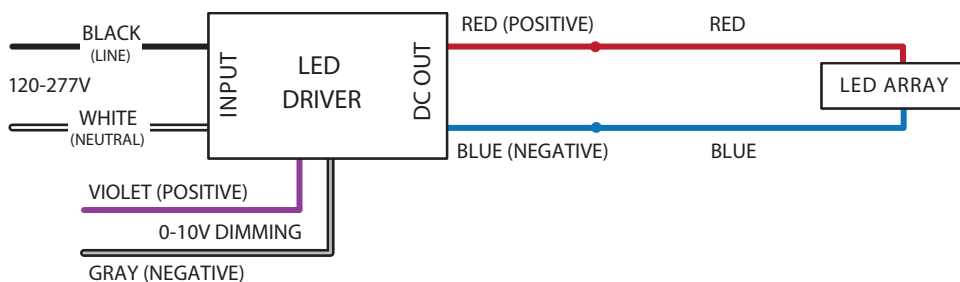 BLACK
(LINE)
120-277V
WHITE
(NEUTRAL)
INPUT
LED
DRIVER
DC OUT
RED (POSITIVE)
RED
LED ARRAY
BLUE (NEGATIVE)
BLUE
VIOLET (POSITIVE)
0-10V DIMMING
GRAY (NEGATIVE)